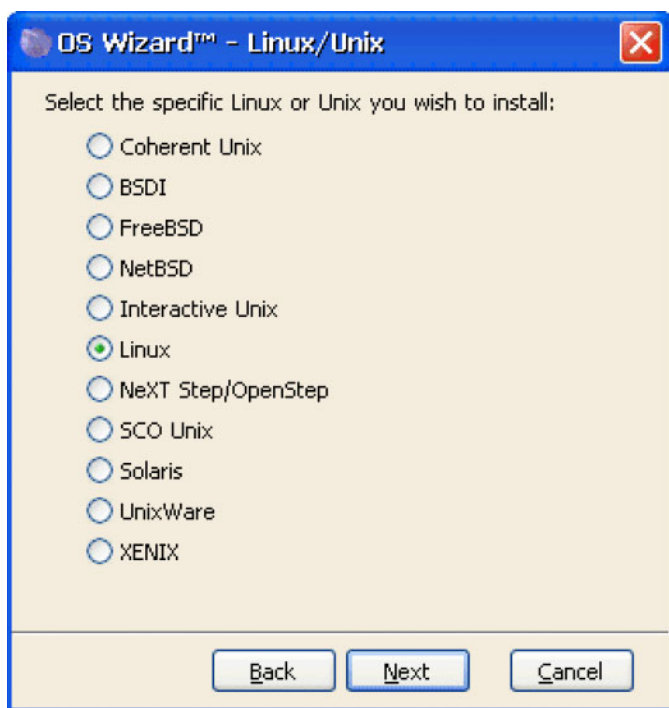 OS Wizard™ - Linux/Unix
Select the specific Linux or Unix you wish to install:
Coherent Unix
BSDI
FreeBSD
NetBSD
Interactive Unix
Linux
NeXT Step/OpenStep
SCO Unix
Solaris
UnixWare
XENIX
Back Next Cancel